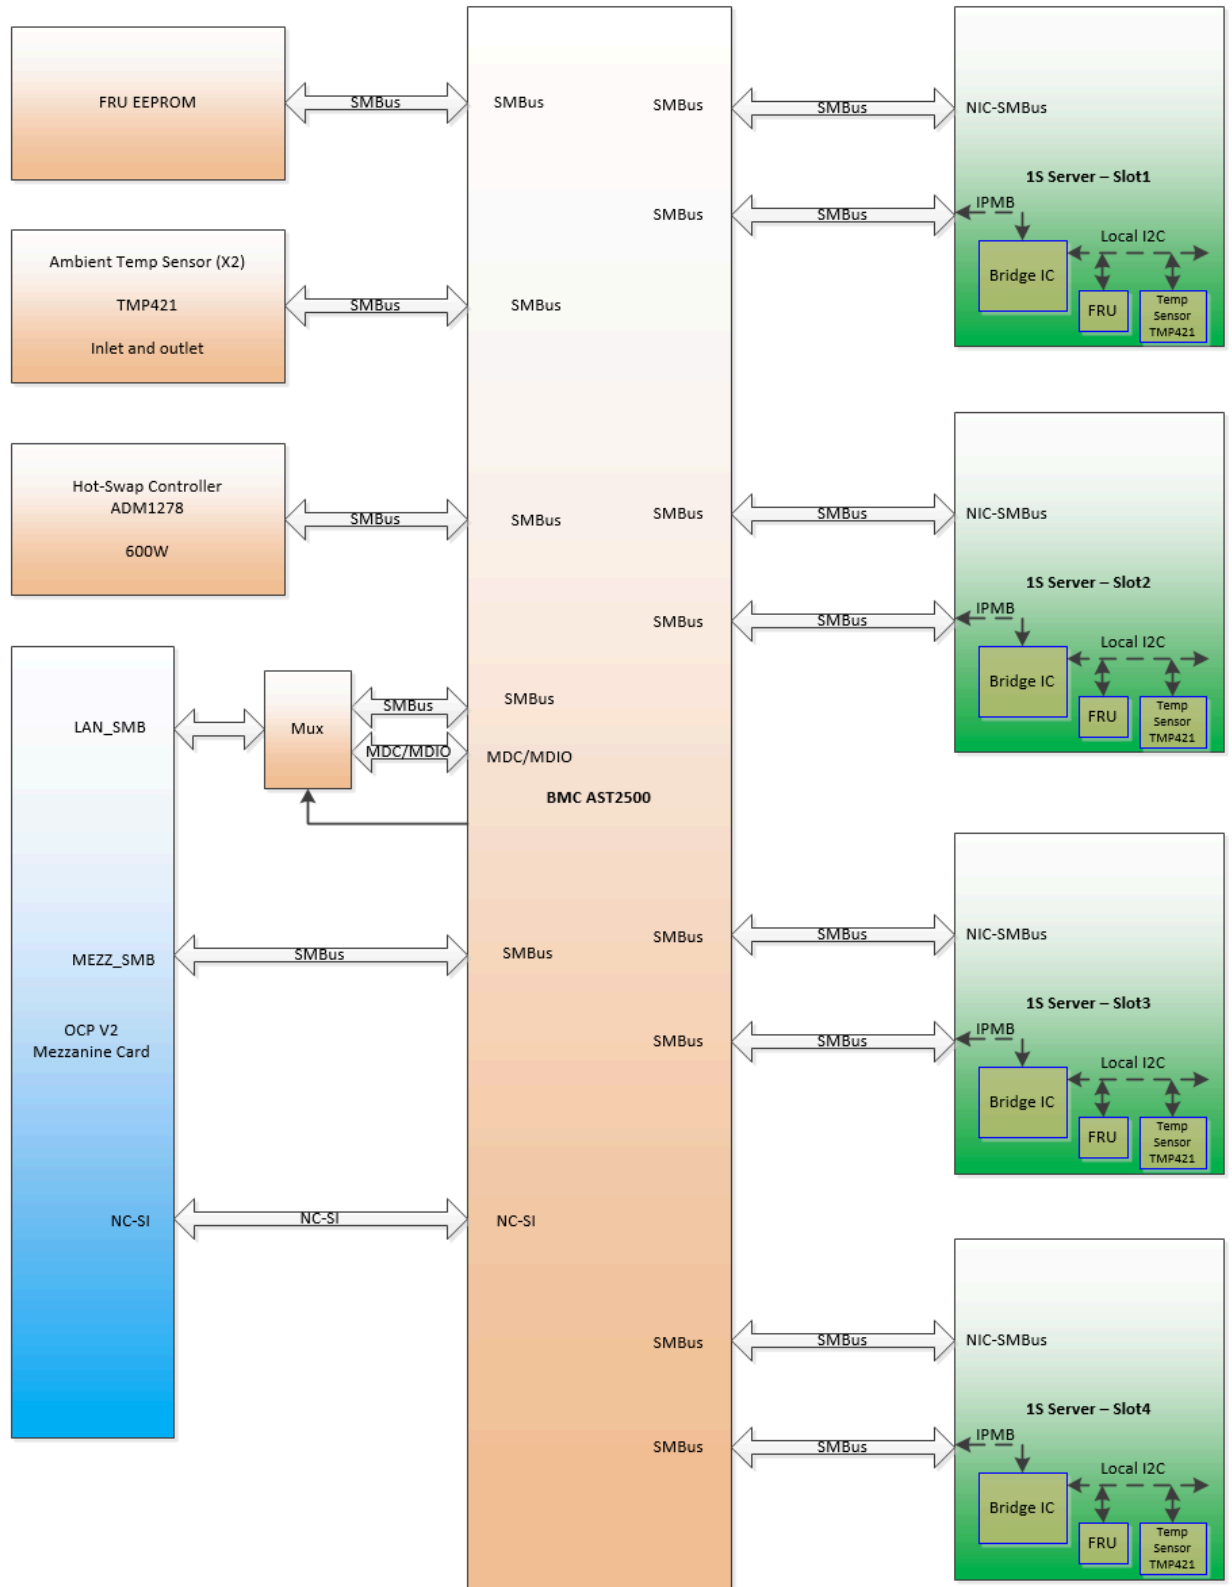 FRU EEPROM
SMBus
SMBus
Ambient Temp Sensor (X2)
TMP421
Inlet and outlet
SMBus
SMBus
Hot-Swap Controller
ADM1278
600W
SMBus
SMBus
LAN_SMB
Mux
SMBus
SMBus
MDC/MDIO
MDC/MDIO
BMC AST2500
MEZZ_SMB
SMBus
SMBus
OCP V2
Mezzanine Card
NC-SI
NC-SI
NC-SI
SMBus
SMBus
NIC-SMBus
1S Server – Slot1
SMBus
SMBus
IPMB
Local I2C
Bridge IC
FRU
Temp
Sensor
TMP421
SMBus
SMBus
NIC-SMBus
1S Server – Slot2
SMBus
SMBus
IPMB
Local I2C
Bridge IC
FRU
Temp
Sensor
TMP421
SMBus
SMBus
NIC-SMBus
1S Server – Slot3
SMBus
SMBus
IPMB
Local I2C
Bridge IC
FRU
Temp
Sensor
TMP421
SMBus
SMBus
NIC-SMBus
1S Server – Slot4
SMBus
SMBus
IPMB
Local I2C
Bridge IC
FRU
Temp
Sensor
TMP421